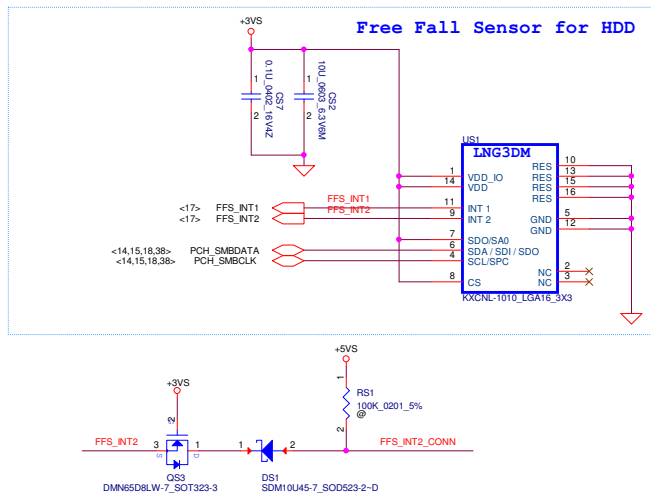 Free Fall Sensor for HDD
+3VS
1
2
0.1U_0402_16V4Z
CS7
1
2
10U_0603_6.3V6M
CS2
US1
LNG3DM
1 VDD_IO
14 VDD
RES 10
RES 13
RES 15
RES 16
<17> FFS_INT1 FFS_INT1 11 INT 1
<17> FFS_INT2 FFS_INT2 9 INT 2
GND 5
GND 12
7 SDO/SA0
<14,15,18,38> PCH_SMBDATA 6 SDA / SDI / SDO
<14,15,18,38> PCH_SMBCLK 4 SCL/SPC
8 CS
NC 2
NC 3
KXCNL-1010_LGA16_3X3
+5VS
+3VS
1
RS1
100K_0201_5%
@
2
FFS_INT2 3 S G 2 D 1 1 2 FFS_INT2_CONN
QS3
DMN65D8LW-7_SOT323-3
DS1
SDM10U45-7_SOD523-2~D